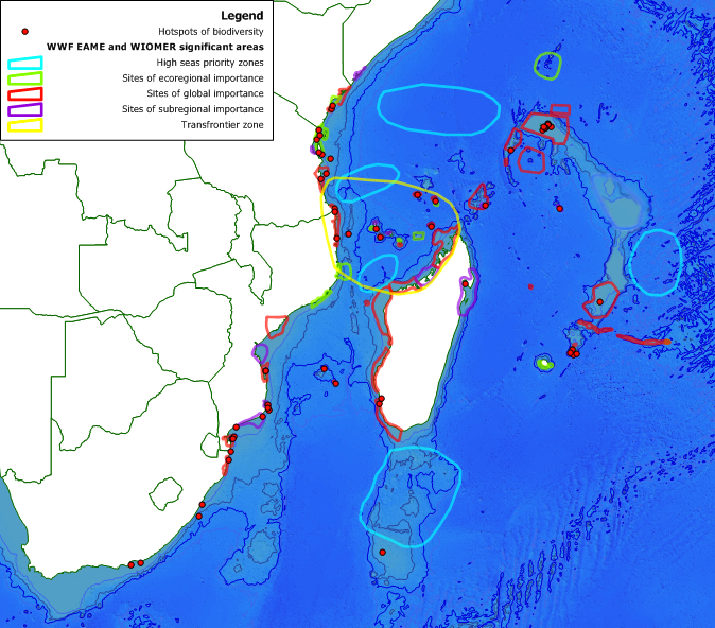 Legend
Hotspots of biodiversity
WWF EAME and WIOMER significant areas
High seas priority zones
Sites of ecoregional importance
Sites of global importance
Sites of subregional importance
Transfrontier zone